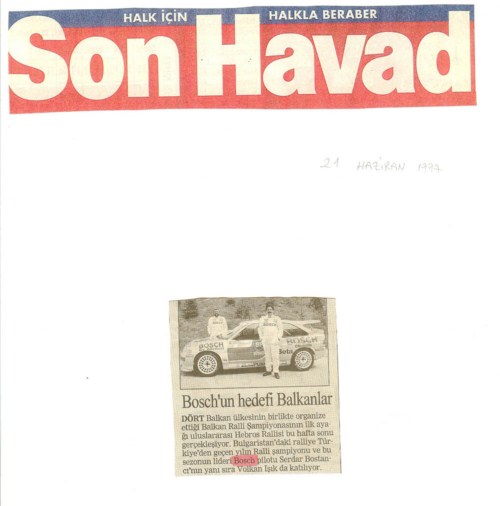 HALK İÇİN HALKLA BERABER
Son Havad
21 HAZİRAN 1997
BOSCH BOSCH
Bosch'un hedefi Balkanlar
DÖRT Balkan ülkesinin birlikte organize
ettiği Balkan Ralli Şampiyonasının ilk aya
ğı uluslararası Hebros Rallisi bu hafta sonu
gerçekleşiyor. Bulgaristan'daki ralliye Tür-
kiye'den geçen yılın Ralli şampiyonu ve bu
sezonun lideri Bosch pilotu Serdar Bostan-
cı'nın yanı sıra Volkan Işık da katılıyor.